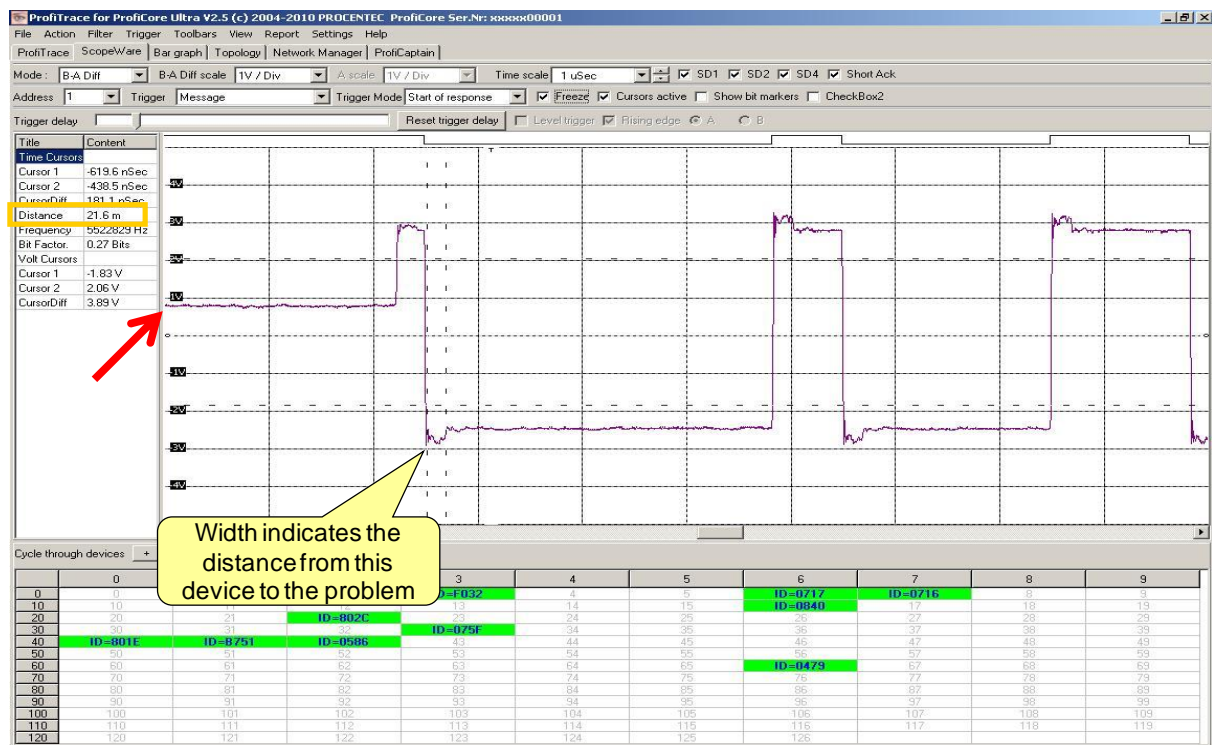 ProfiTrace for ProfiCore Ultra V2.5 (c) 2004-2010 PROCENTEC ProfiCore Ser.Nr: xxxxx00001
File Action Filter Trigger Toolbars View Report Settings Help
ProfiTrace ScopeWare Bar graph Topology Network Manager ProfiCaptain
Mode : B-A Diff B-A Diff scale 1V / Div A scale 1V / Div Time scale 1 uSec SD1 SD2 SD4 Short Ack
Address 1 Trigger Message Trigger Mode Start of response Freeze Cursors active Show bit markers CheckBox2
Trigger delay Reset trigger delay Level trigger Rising edge A B
Title Content
Time Cursors
Cursor 1 -619.6 nSec
Cursor 2 -438.5 nSec
CursorDiff 181.1 nSec
Distance 21.6 m
Frequency 5522829 Hz
Bit Factor. 0.27 Bits
Volt Cursors
Cursor 1 -1.83 V
Cursor 2 2.06 V
CursorDiff 3.89 V
T
4V
3V
2V
1V
0
-1V
-2V
-3V
-4V
Width indicates the
distance from this
device to the problem
Cycle through devices +
0 3 4 5 6 7 8 9
0 0 ID=F032 4 5 ID=0717 ID=0716 8 9
10 10 11 12 13 14 15 ID=0840 17 18 19
20 20 21 ID=802C 23 24 25 26 27 28 29
30 30 31 32 ID=075F 34 35 36 37 38 39
40 ID=801E ID=B751 ID=0586 43 44 45 46 47 48 49
50 50 51 52 53 54 55 56 57 58 59
60 60 61 62 63 64 65 ID=0479 67 68 69
70 70 71 72 73 74 75 76 77 78 79
80 80 81 82 83 84 85 86 87 88 89
90 90 91 92 93 94 95 96 97 98 99
100 100 101 102 103 104 105 106 107 108 109
110 110 111 112 113 114 115 116 117 118 119
120 120 121 122 123 124 125 126